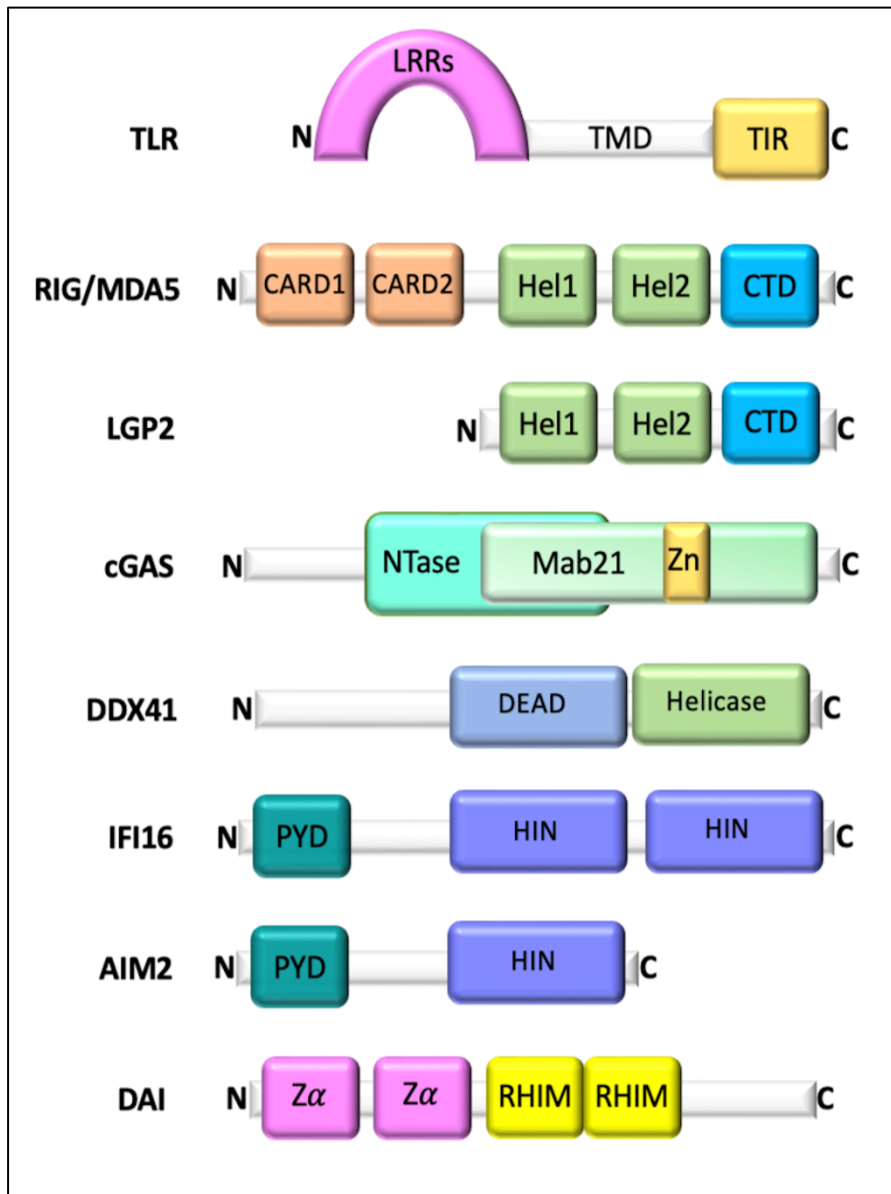 LRRs
TLR N TMD TIR C
RIG/MDA5 N CARD1 CARD2 Hel1 Hel2 CTD C
LGP2 N Hel1 Hel2 CTD C
cGAS N NTase Mab21 Zn C
DDX41 N DEAD Helicase C
IFI16 N PYD HIN HIN C
AIM2 N PYD HIN C
DAI N Zα Zα RHIM RHIM C